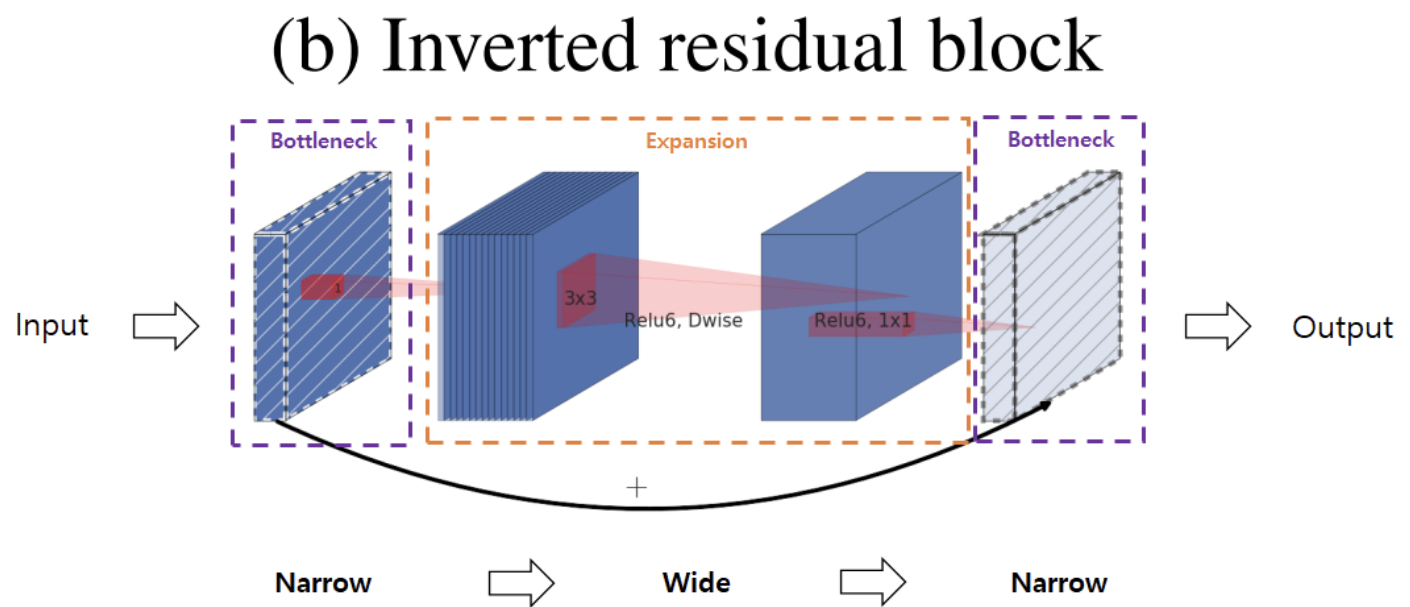 (b) Inverted residual block
Bottleneck
Expansion
Bottleneck
1
3x3
Relu6, Dwise
Relu6, 1x1
Input
Output
+
Narrow
Wide
Narrow